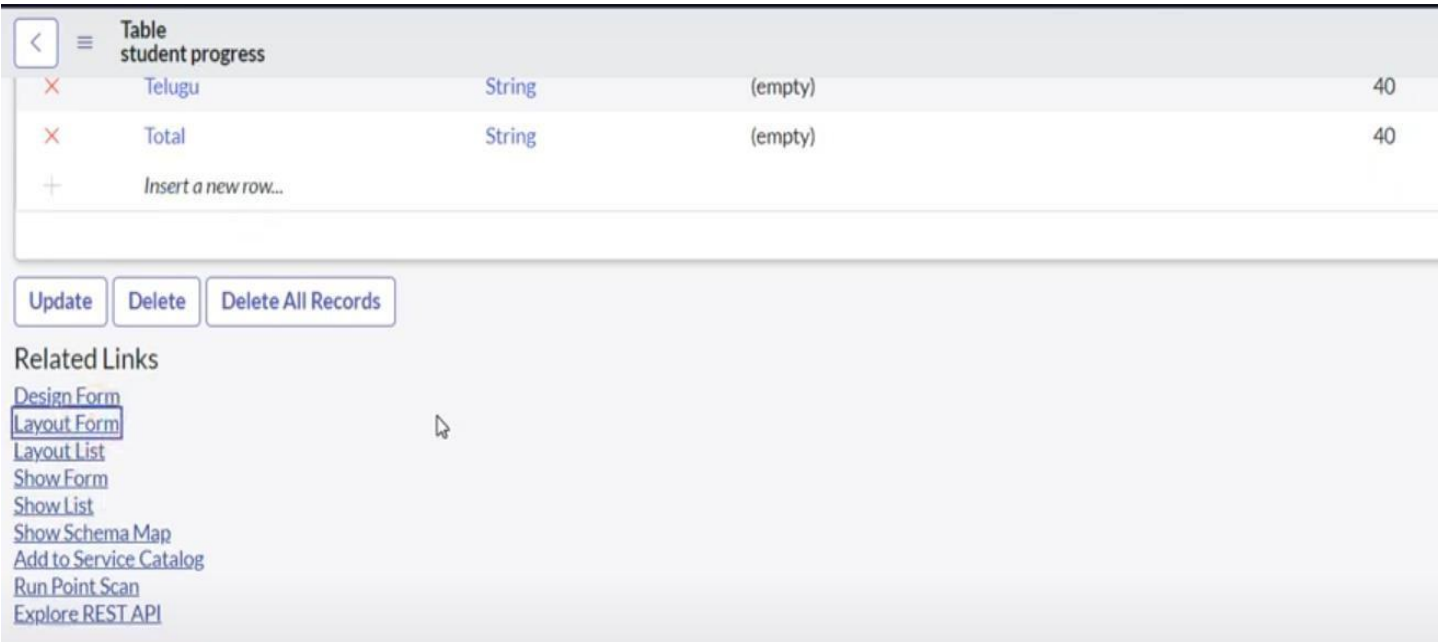 Table
student progress
Telugu String (empty) 40
Total String (empty) 40
Insert a new row...
Update Delete Delete All Records
Related Links
Design Form
Layout Form
Layout List
Show Form
Show List
Show Schema Map
Add to Service Catalog
Run Point Scan
Explore REST API